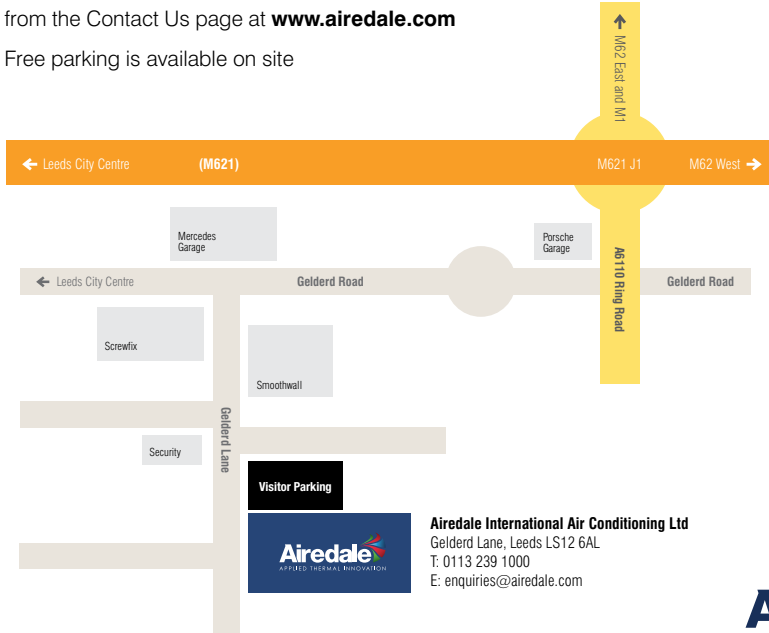 from the Contact Us page at www.airedale.com
Free parking is available on site
M62 East and M1
Leeds City Centre
(M621)
M621 J1
M62 West
Mercedes
Garage
Porsche
Garage
A6110 Ring Road
Leeds City Centre
Gelderd Road
Gelderd Road
Screwfix
Smoothwall
Gelderd Lane
Security
Visitor Parking
Airedale
APPLIED THERMAL INNOVATION
Airedale International Air Conditioning Ltd
Gelderd Lane, Leeds LS12 6AL
T: 0113 239 1000
E: enquiries@airedale.com
A